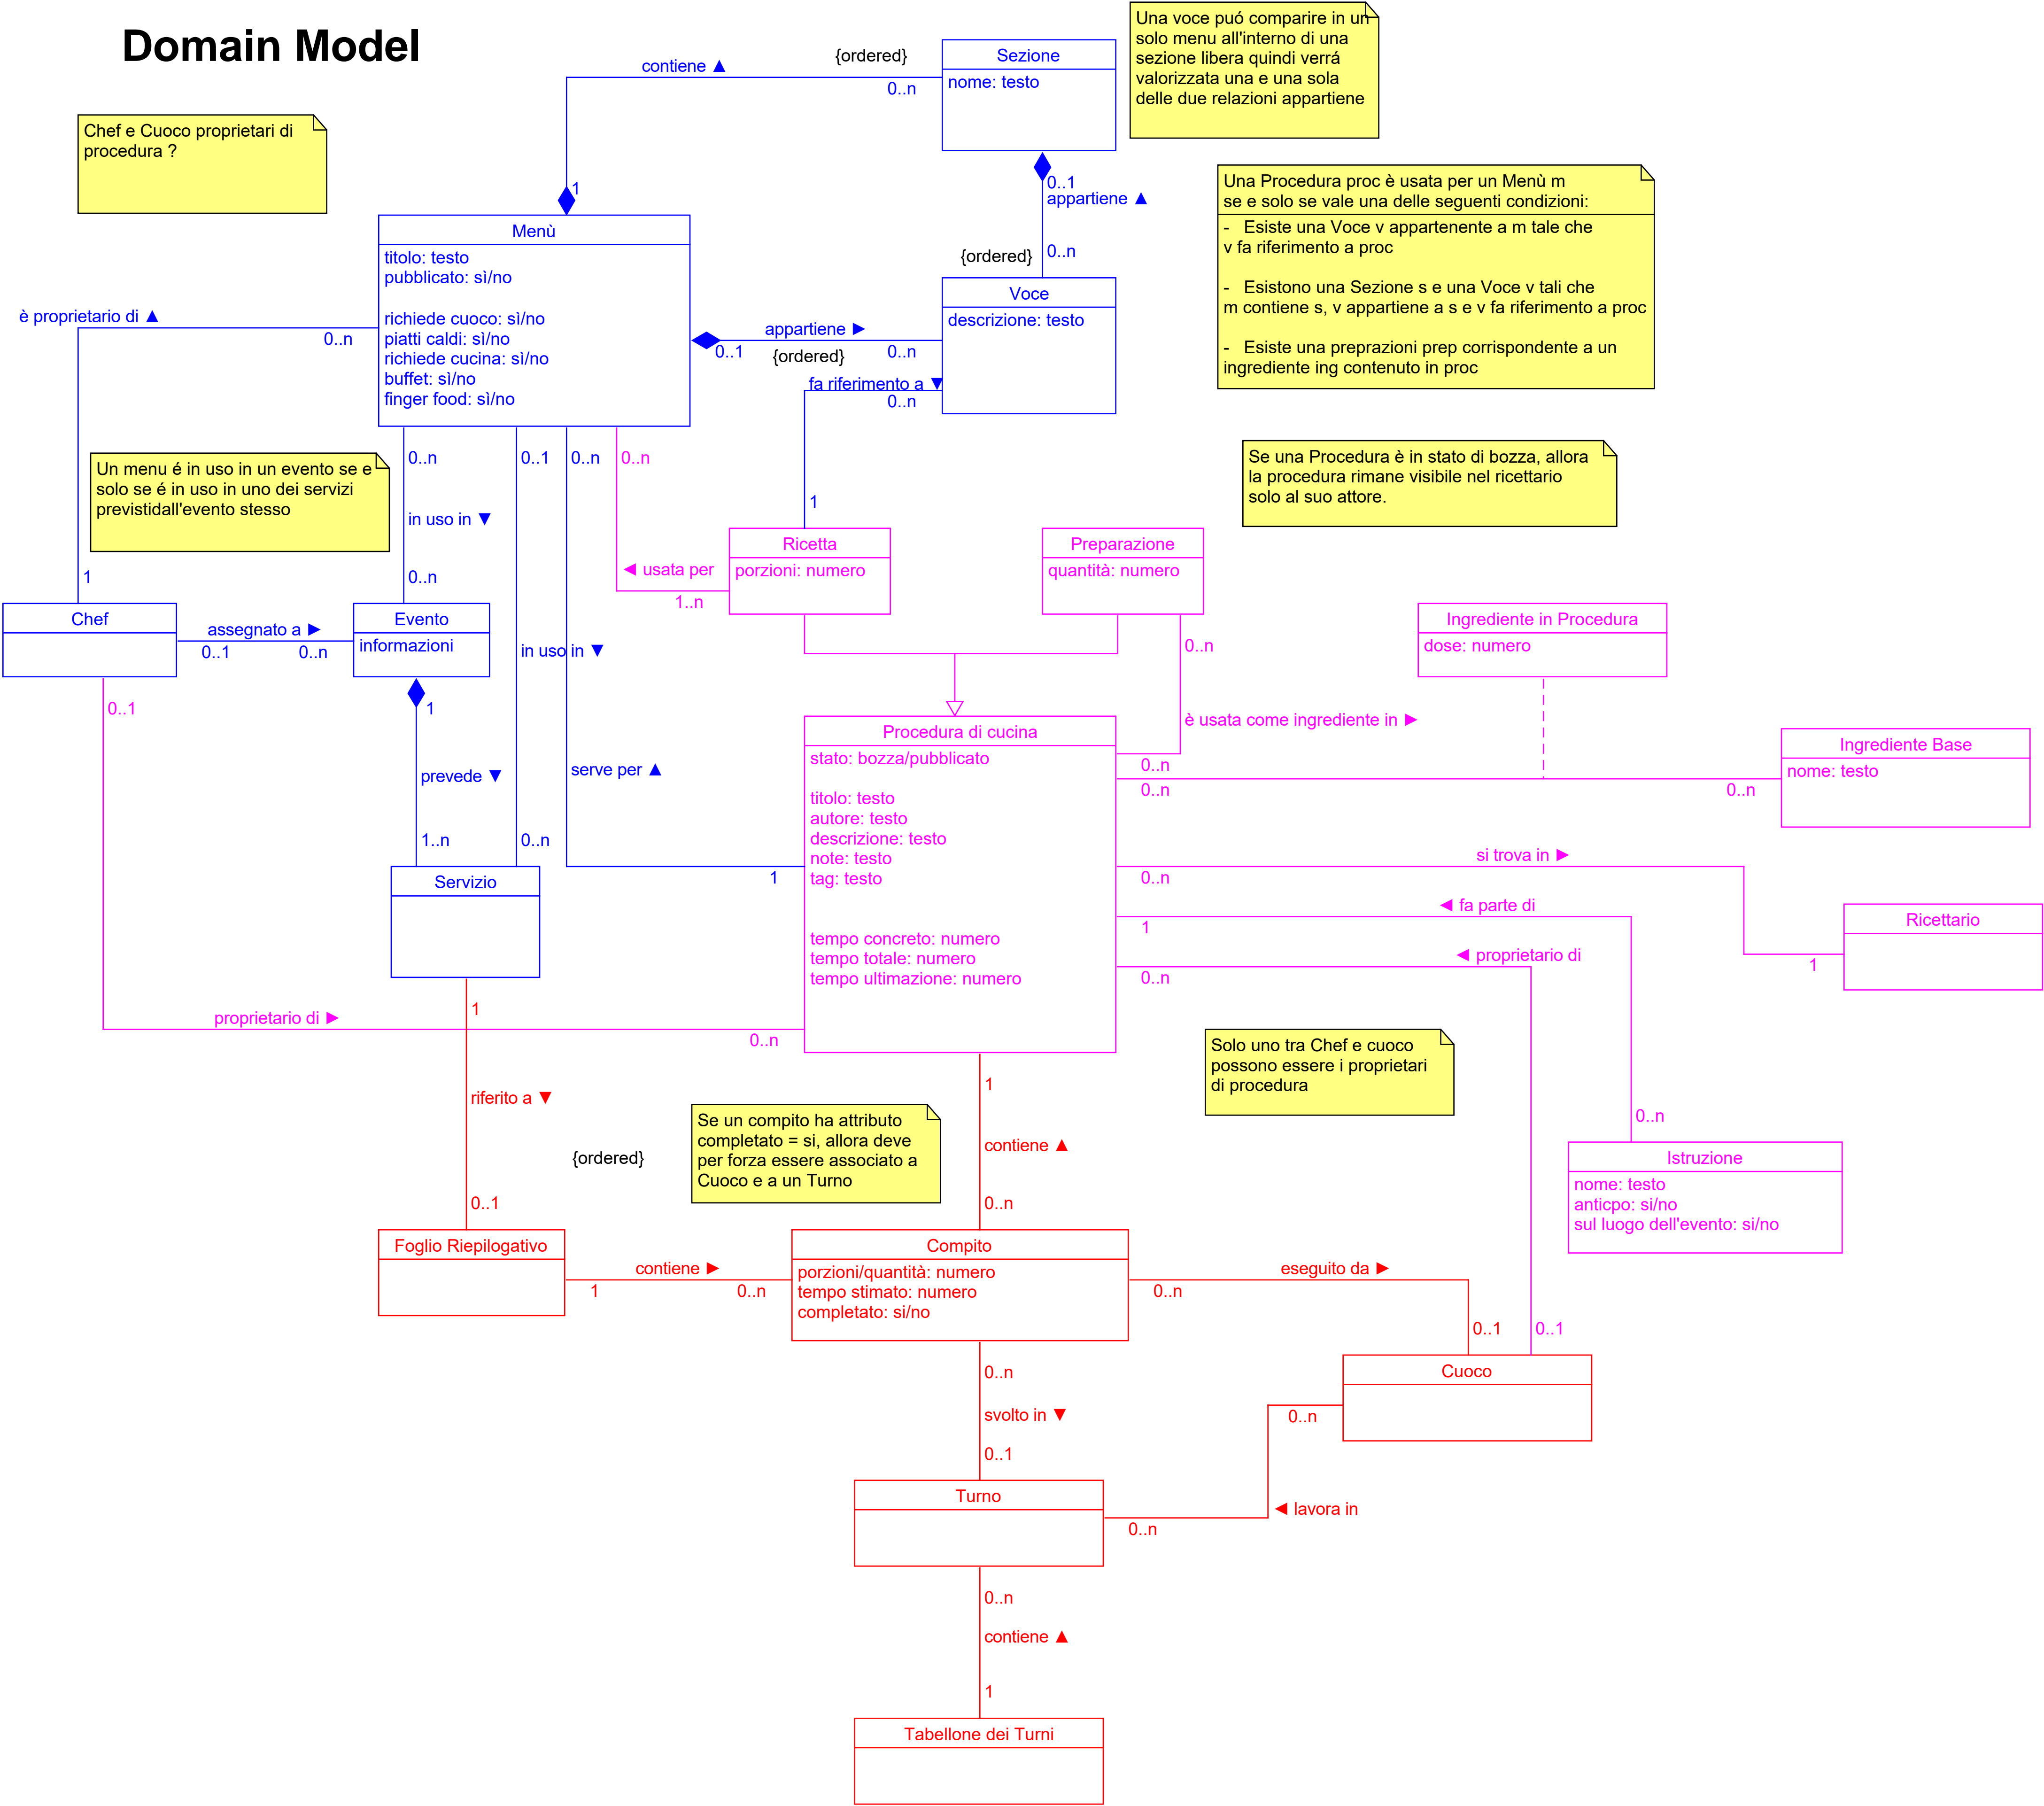 Domain Model
Una voce puó comparire in un
solo menu all'interno di una
sezione libera quindi verrá
valorizzata una e una sola
delle due relazioni appartiene
{ordered}
contiene ▲
0..n
1
Sezione
nome: testo
Chef e Cuoco proprietari di
procedura ?
0..1
appartiene ▲
0..n
{ordered}
Una Procedura proc è usata per un Menù m
se e solo se vale una delle seguenti condizioni:
- Esiste una Voce v appartenente a m tale che
v fa riferimento a proc
- Esistono una Sezione s e una Voce v tali che
m contiene s, v appartiene a s e v fa riferimento a proc
- Esiste una preprazioni prep corrispondente a un
ingrediente ing contenuto in proc
Menù
titolo: testo
pubblicato: sì/no
richiede cuoco: sì/no
piatti caldi: sì/no
richiede cucina: sì/no
buffet: sì/no
finger food: sì/no
Voce
descrizione: testo
è proprietario di ▲
0..n
1
appartiene ►
0..1
0..n
{ordered}
fa riferimento a ▼
0..n
1
Un menu é in uso in un evento se e
solo se é in uso in uno dei servizi
previstidall'evento stesso
0..n
in uso in ▼
0..n
0..1
in uso in ▼
0..n
0..n
serve per ▲
1
0..n
◄ usata per
1..n
Se una Procedura è in stato di bozza, allora
la procedura rimane visibile nel ricettario
solo al suo attore.
Ricetta
porzioni: numero
Preparazione
quantità: numero
Chef
assegnato a ►
0..1
0..n
Evento
informazioni
0..n
è usata come ingrediente in ►
0..n
Ingrediente in Procedura
dose: numero
0..1
1
prevede ▼
1..n
Procedura di cucina
stato: bozza/pubblicato
titolo: testo
autore: testo
descrizione: testo
note: testo
tag: testo
tempo concreto: numero
tempo totale: numero
tempo ultimazione: numero
Ingrediente Base
nome: testo
0..n
0..n
si trova in ►
0..n
1
Ricettario
◄ fa parte di
1
0..n
◄ proprietario di
0..n
0..1
Servizio
proprietario di ►
0..n
1
riferito a ▼
0..1
{ordered}
Se un compito ha attributo
completato = si, allora deve
per forza essere associato a
Cuoco e a un Turno
1
contiene ▲
0..n
Solo uno tra Chef e cuoco
possono essere i proprietari
di procedura
Istruzione
nome: testo
anticpo: si/no
sul luogo dell'evento: si/no
Foglio Riepilogativo
contiene ►
1
0..n
Compito
porzioni/quantità: numero
tempo stimato: numero
completato: si/no
eseguito da ►
0..n
0..1
Cuoco
0..n
svolto in ▼
0..1
0..n
◄ lavora in
0..n
Turno
0..n
contiene ▲
1
Tabellone dei Turni